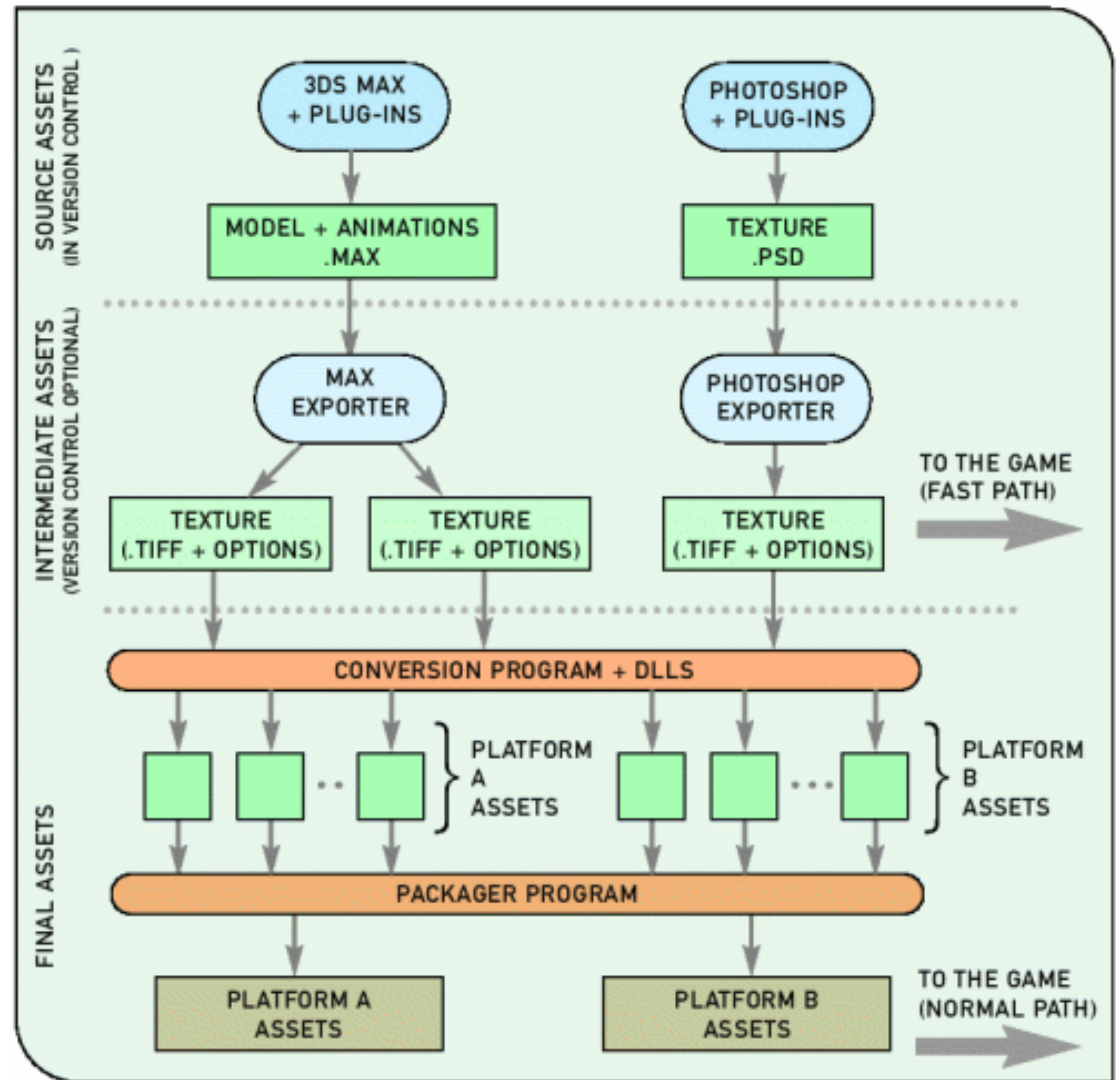 SOURCE ASSETS
(IN VERSION CONTROL )
3DS MAX
+ PLUG-INS
PHOTOSHOP
+ PLUG-INS
MODEL + ANIMATIONS
.MAX
TEXTURE
.PSD
INTERMEDIATE ASSETS
(VERSION CONTROL OPTIONAL)
MAX
EXPORTER
PHOTOSHOP
EXPORTER
TEXTURE
(.TIFF + OPTIONS)
TEXTURE
(.TIFF + OPTIONS)
TEXTURE
(.TIFF + OPTIONS)
TO THE GAME
(FAST PATH)
FINAL ASSETS
CONVERSION PROGRAM + DLLS
PLATFORM
A
ASSETS
PLATFORM
B
ASSETS
PACKAGER PROGRAM
PLATFORM A
ASSETS
PLATFORM B
ASSETS
TO THE GAME
(NORMAL PATH)